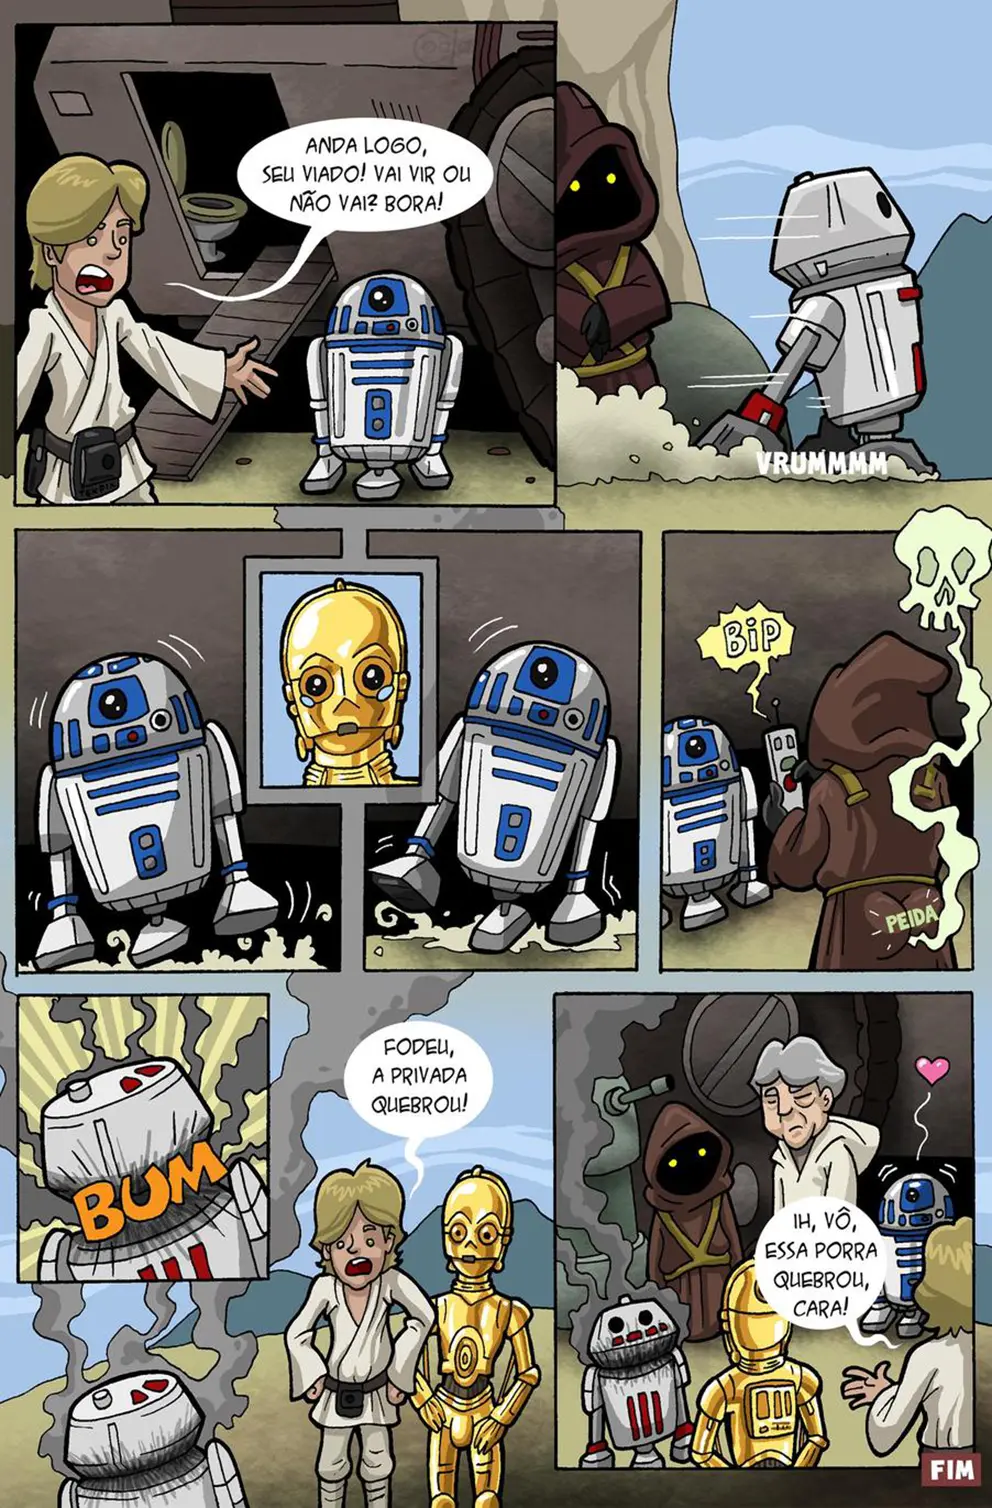 ANDA LOGO,
SEU VIADO! VAI VIR OU
NÃO VAI? BORA!
VRUMMMM
BiP
PEIDA
BUM
FODEU,
A PRIVADA
QUEBROU!
IH, VÔ,
ESSA PORRA
QUEBROU,
CARA!
FIM